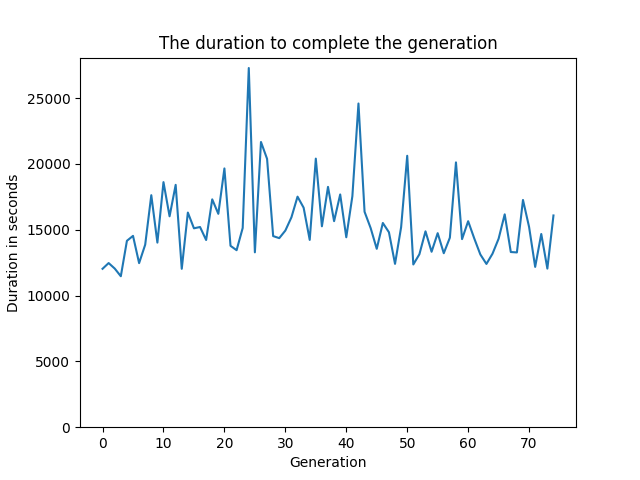 The duration to complete the generation
25000
20000
15000
10000
5000
0
Duration in seconds
0 10 20 30 40 50 60 70
Generation